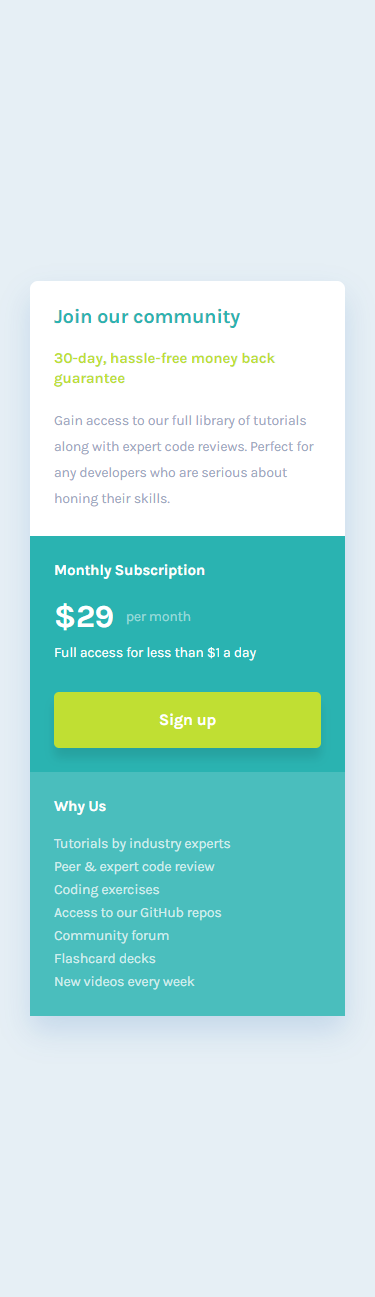 Join our community
30-day, hassle-free money back
guarantee
Gain access to our full library of tutorials
along with expert code reviews. Perfect for
any developers who are serious about
honing their skills.
Monthly Subscription
$29 per month
Full access for less than $1 a day
Sign up
Why Us
Tutorials by industry experts
Peer & expert code review
Coding exercises
Access to our GitHub repos
Community forum
Flashcard decks
New videos every week